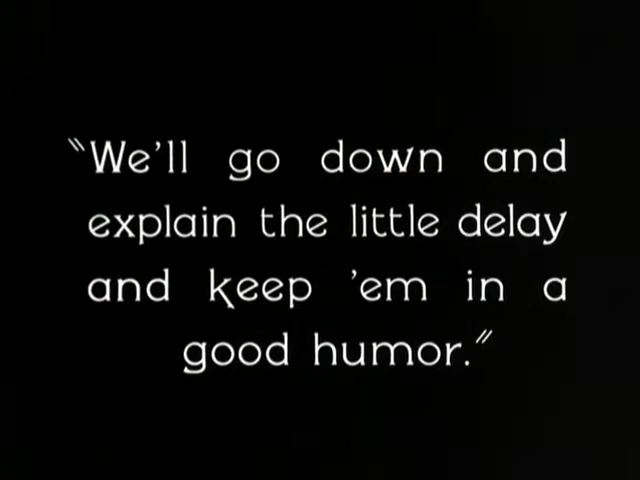 "We'll go down and
explain the little delay
and keep 'em in a
good humor."